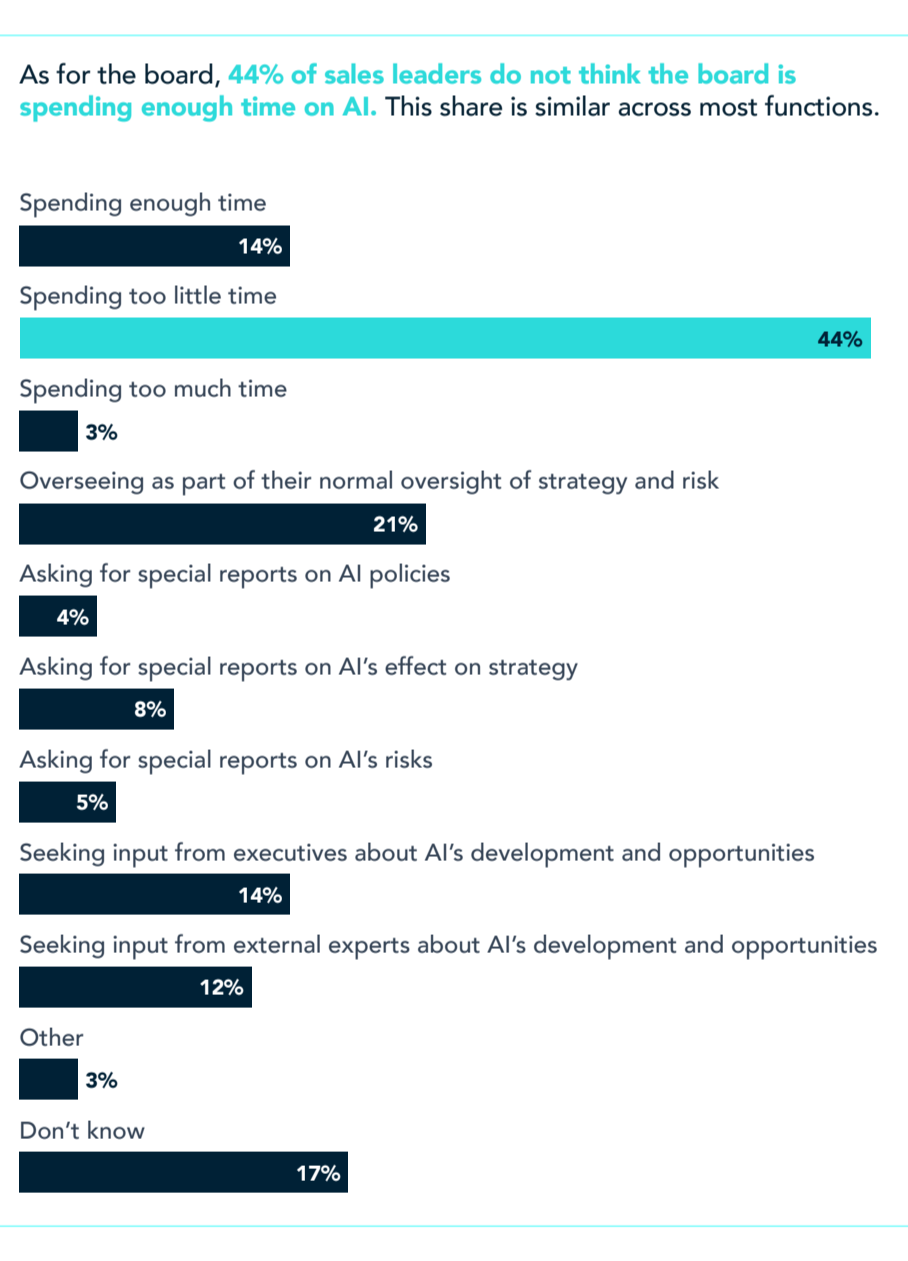 As for the board, 44% of sales leaders do not think the board is
spending enough time on AI. This share is similar across most functions.
Spending enough time
14%
Spending too little time
44%
Spending too much time
3%
Overseeing as part of their normal oversight of strategy and risk
21%
Asking for special reports on AI policies
4%
Asking for special reports on AI’s effect on strategy
8%
Asking for special reports on AI’s risks
5%
Seeking input from executives about AI’s development and opportunities
14%
Seeking input from external experts about AI’s development and opportunities
12%
Other
3%
Don’t know
17%